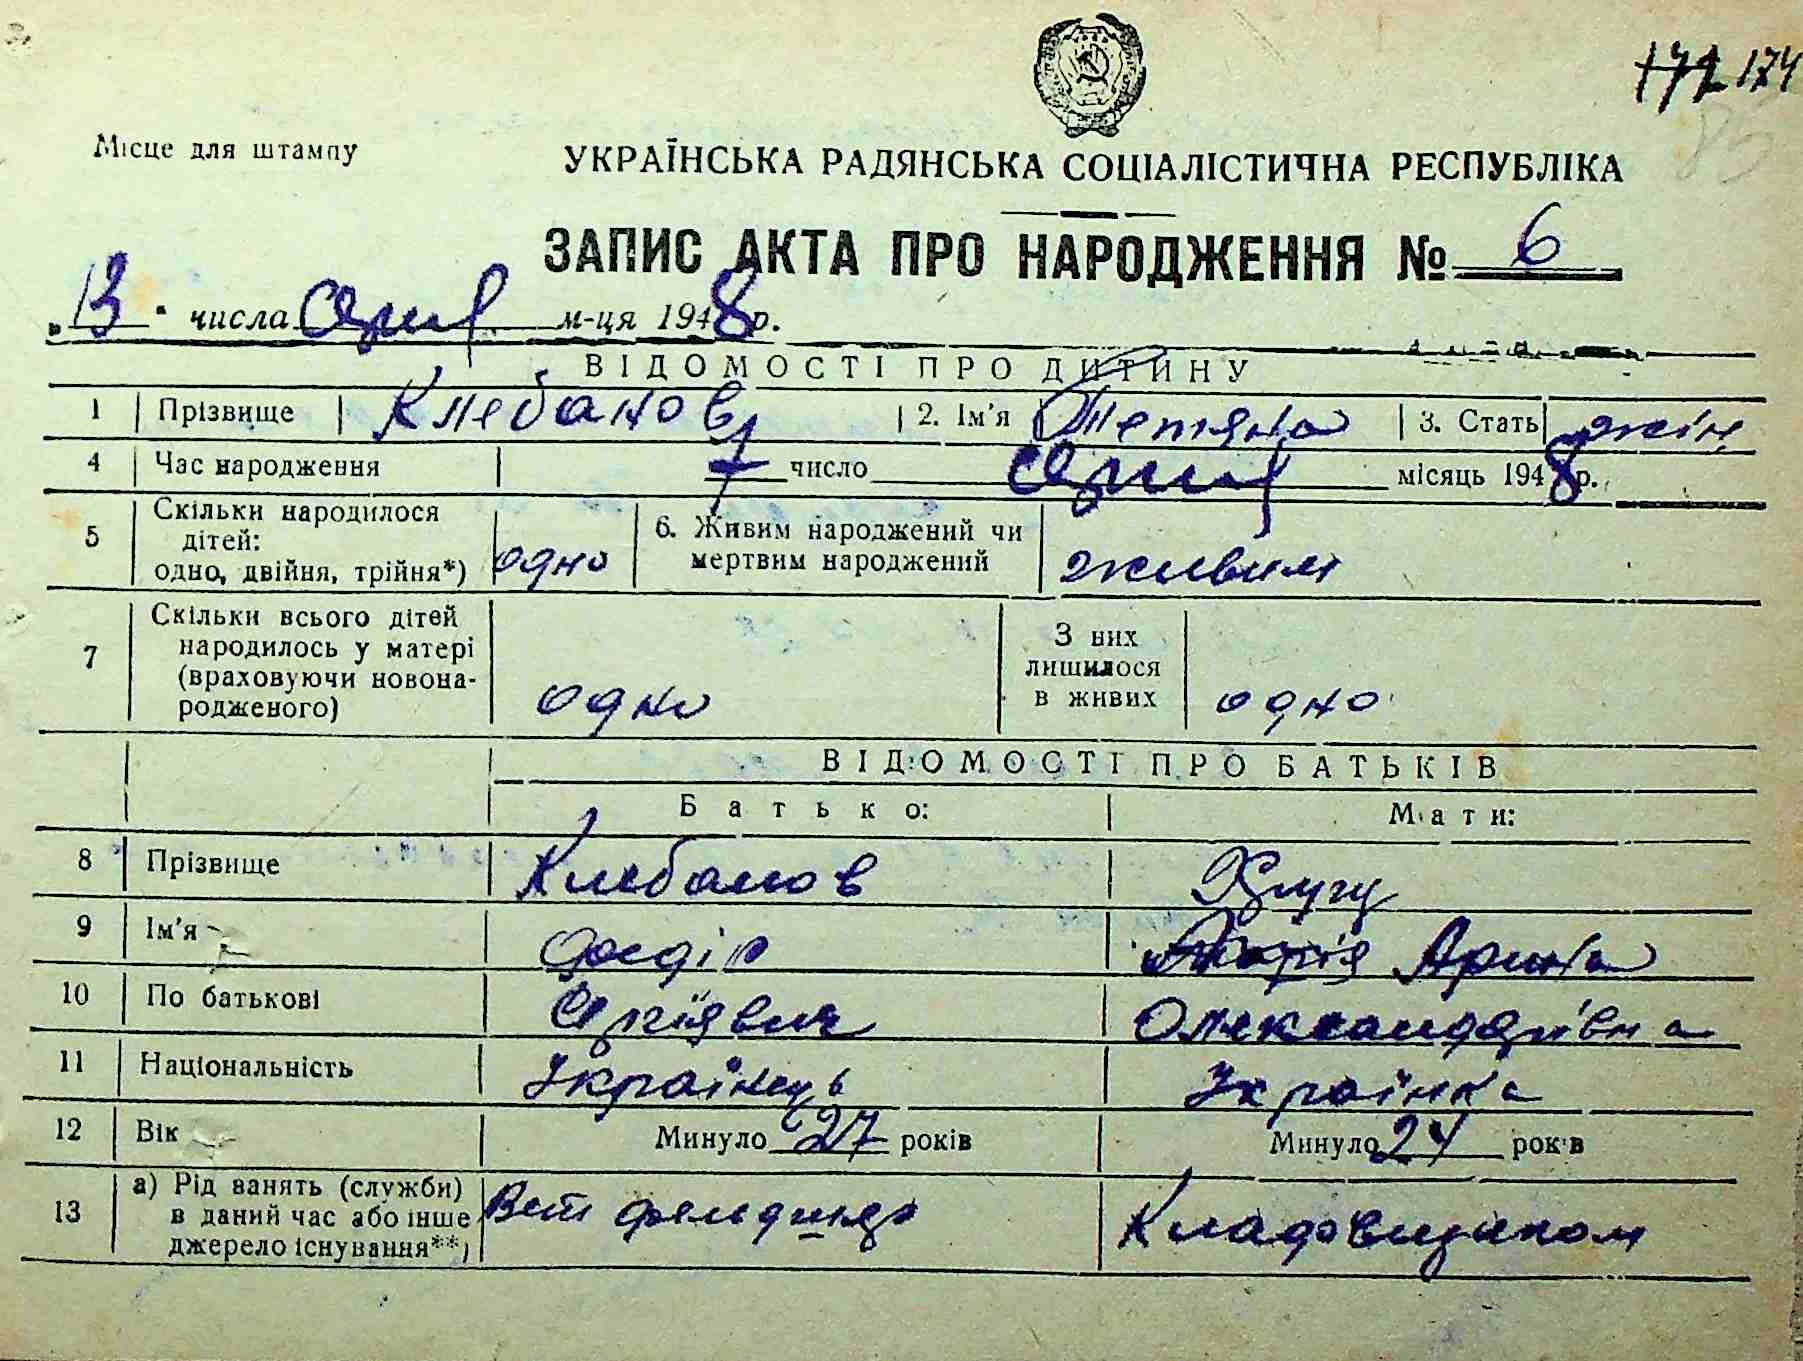 174
Місце для штампу
УКРАЇНСЬКА РАДЯНСЬКА СОЦІАЛІСТИЧНА РЕСПУБЛІКА
ЗАПИС АКТА ПРО НАРОДЖЕННЯ № 6
„13" числа серпня м-ця 1948 р.
ВІДОМОСТІ ПРО ДИТИНУ
1 Прізвище Клебанов 2. Ім'я Тетяна 3. Стать жін
4 Час народження 7 число серпня місяць 1948 р.
5 Скільки народилося дітей: одно, двійня, трійня*) одно 6. Живим народжений чи мертвим народжений живим
7 Скільки всього дітей народилось у матері (враховуючи новонародженого) одно З них лишилося в живих одно
ВІДОМОСТІ ПРО БАТЬКІВ
Батько: Мати:
8 Прізвище Клебанов
9 Ім'я Федір Марія Арина
10 По батькові Сергіявич Олександрівна
11 Національність Українець Українка
12 Вік Минуло 27 років Минуло 24 років
13 а) Рід занять (служби) в даний час або інше джерело існування**) Вет фельдшер Кладовщиком